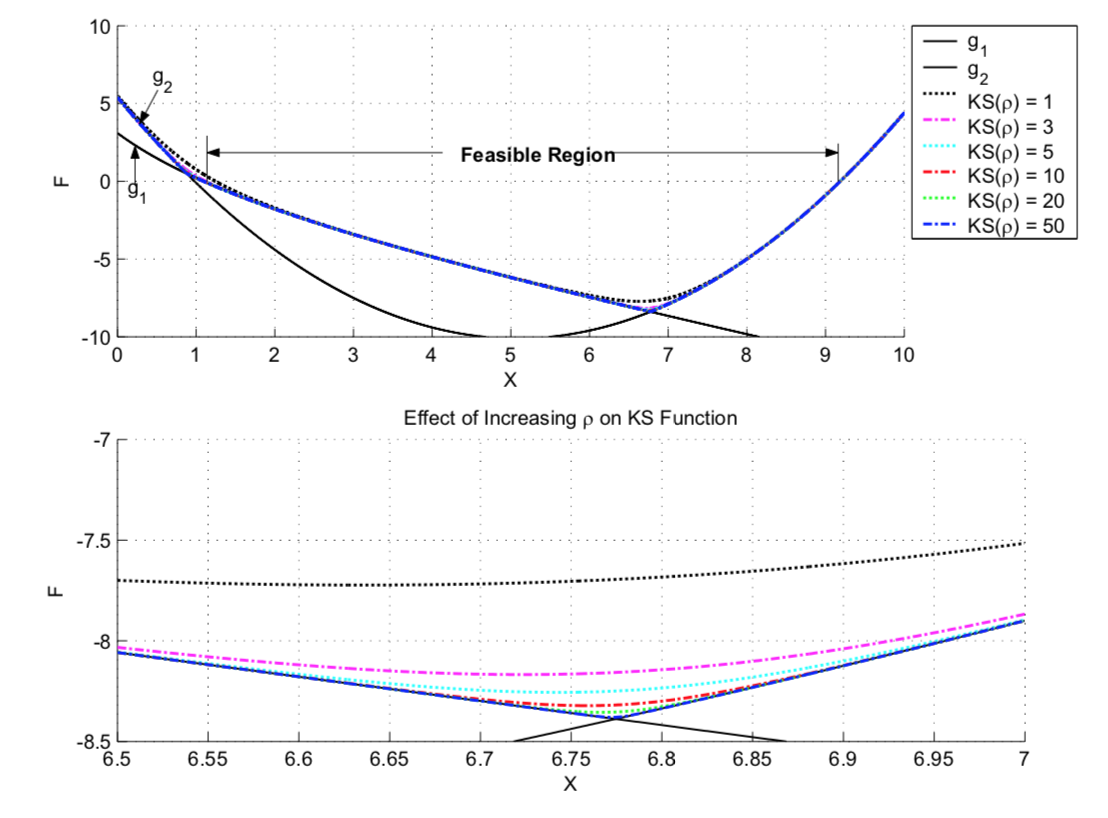 10
5
0
-5
-10
F
g2
g1
Feasible Region
0 1 2 3 4 5 6 7 8 9 10
X
g1
g2
KS(ρ) = 1
KS(ρ) = 3
KS(ρ) = 5
KS(ρ) = 10
KS(ρ) = 20
KS(ρ) = 50
Effect of Increasing ρ on KS Function
-7
-7.5
-8
-8.5
F
6.5 6.55 6.6 6.65 6.7 6.75 6.8 6.85 6.9 6.95 7
X